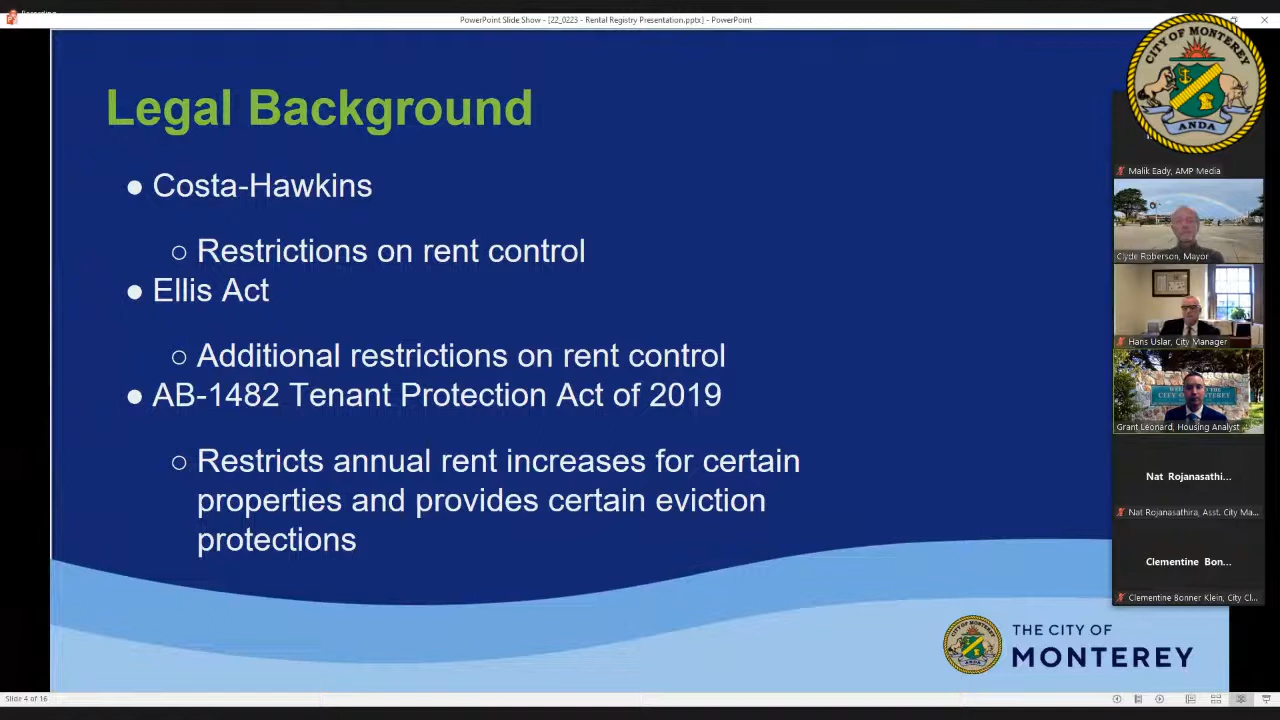 Recording
PowerPoint Slide Show - [22_0223 - Rental Registry Presentation.pptx] - PowerPoint
CITY OF MONTEREY
ANDA
Legal Background
● Costa-Hawkins
○ Restrictions on rent control
● Ellis Act
○ Additional restrictions on rent control
● AB-1482 Tenant Protection Act of 2019
○ Restricts annual rent increases for certain
properties and provides certain eviction
protections
Malik Eady, AMP Media
Clyde Roberson, Mayor
Hans Uslar, City Manager
CITY OF MONTEREY
Grant Leonard, Housing Analyst
Nat Rojanasathi...
Nat Rojanasathira, Asst. City Ma...
Clementine Bon...
Clementine Bonner Klein, City Cl...
THE CITY OF
MONTEREY
Slide 4 of 16